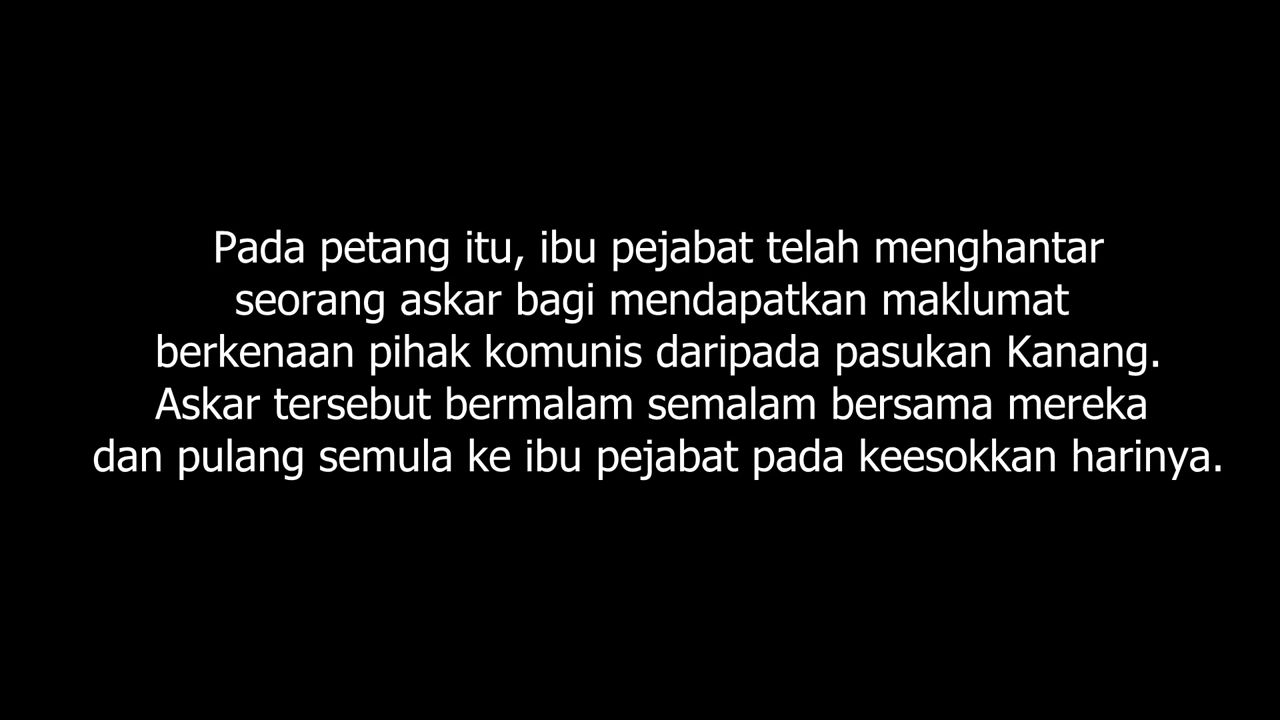 Pada petang itu, ibu pejabat telah menghantar
seorang askar bagi mendapatkan maklumat
berkenaan pihak komunis daripada pasukan Kanang.
Askar tersebut bermalam semalam bersama mereka
dan pulang semula ke ibu pejabat pada keesokkan harinya.